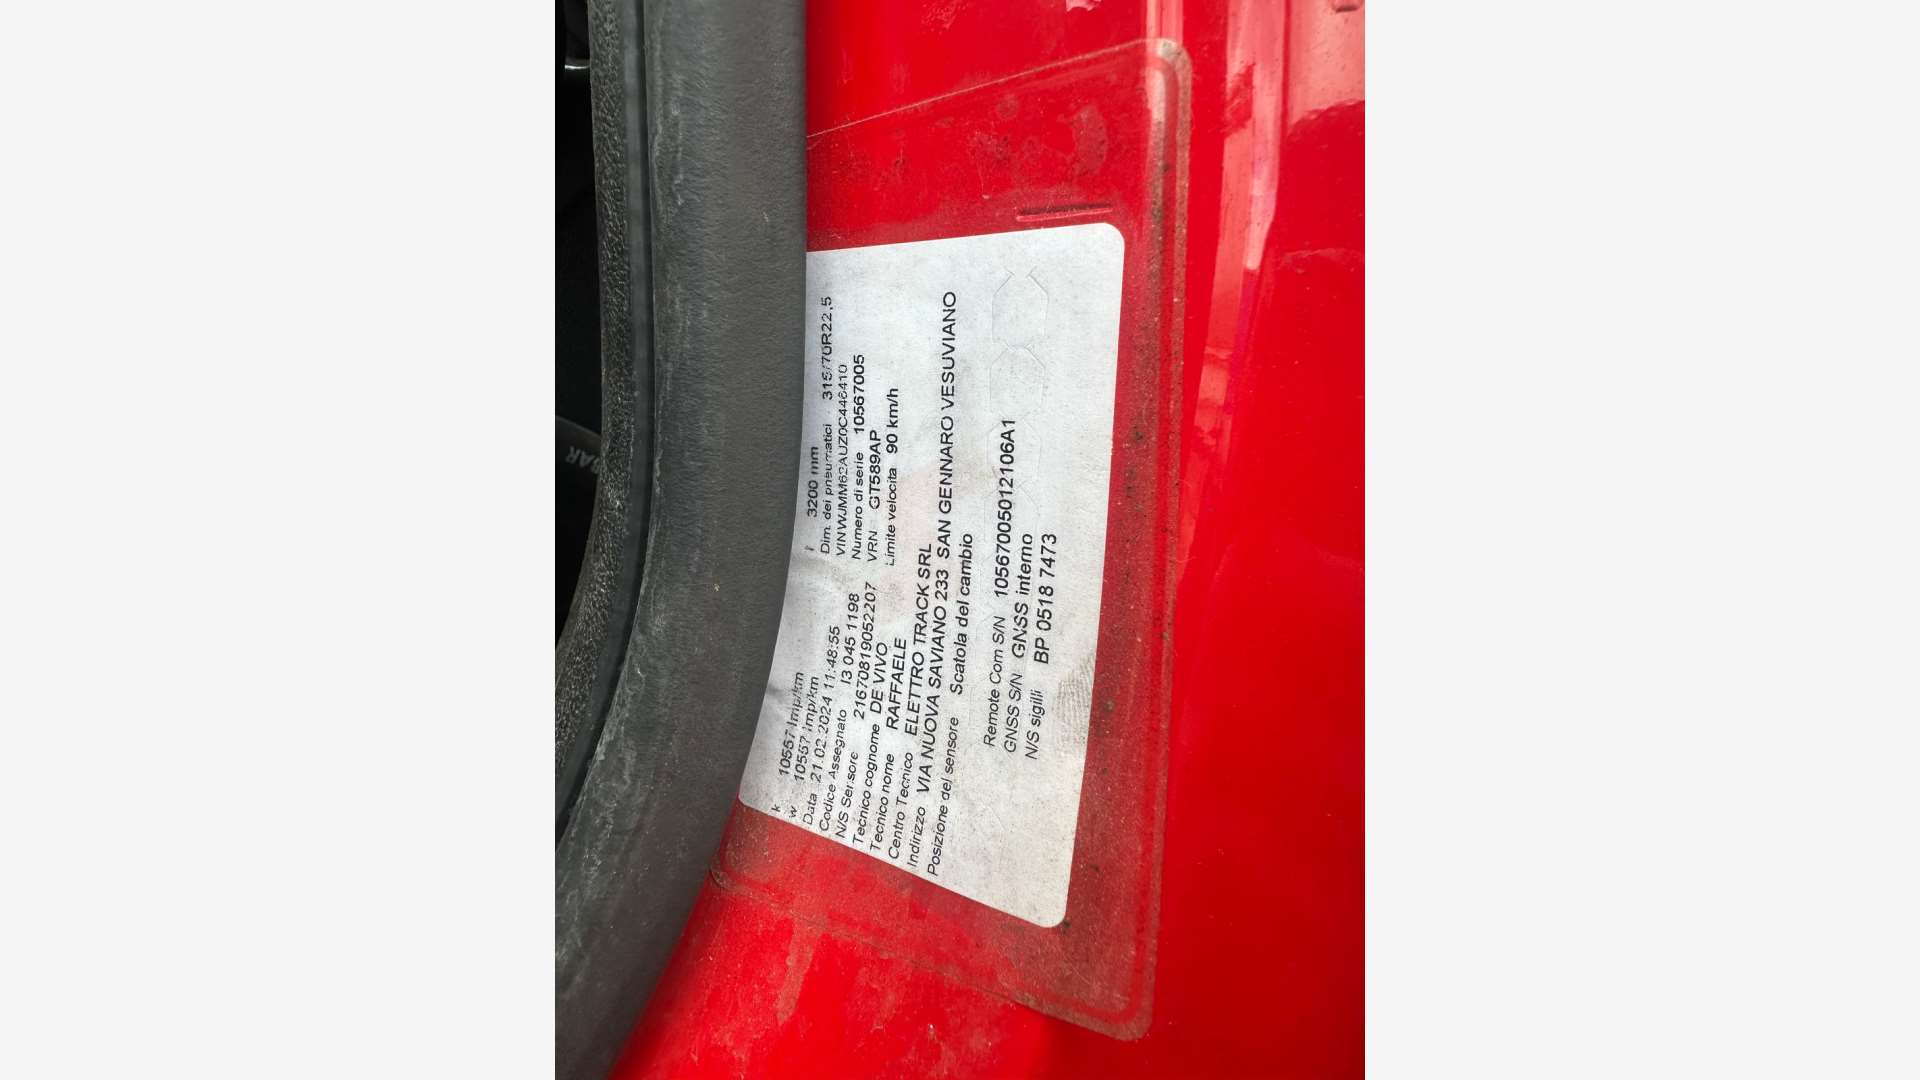 k 10557 Imp/km l 3200 mm
w 10557 Imp/km Dim. dei pneumatici 315/70R22,5
Data 21.02.2024 11:48:55 VIN WJMM62AUZ0C446410
Codice Assegnato I3 045 1198 Numero di serie 10567005
N/S Sensore 21670819052207 VRN GT589AP
Tecnico cognome DE VIVO Limite velocita 90 km/h
Tecnico nome RAFFAELE
Centro Tecnico ELETTRO TRACK SRL
Indirizzo VIA NUOVA SAVIANO 233 SAN GENNARO VESUVIANO
Posizione del sensore Scatola del cambio
Remote Com S/N 10567005012106A1
GNSS S/N GNSS interno
N/S sigilli BP 0518 7473